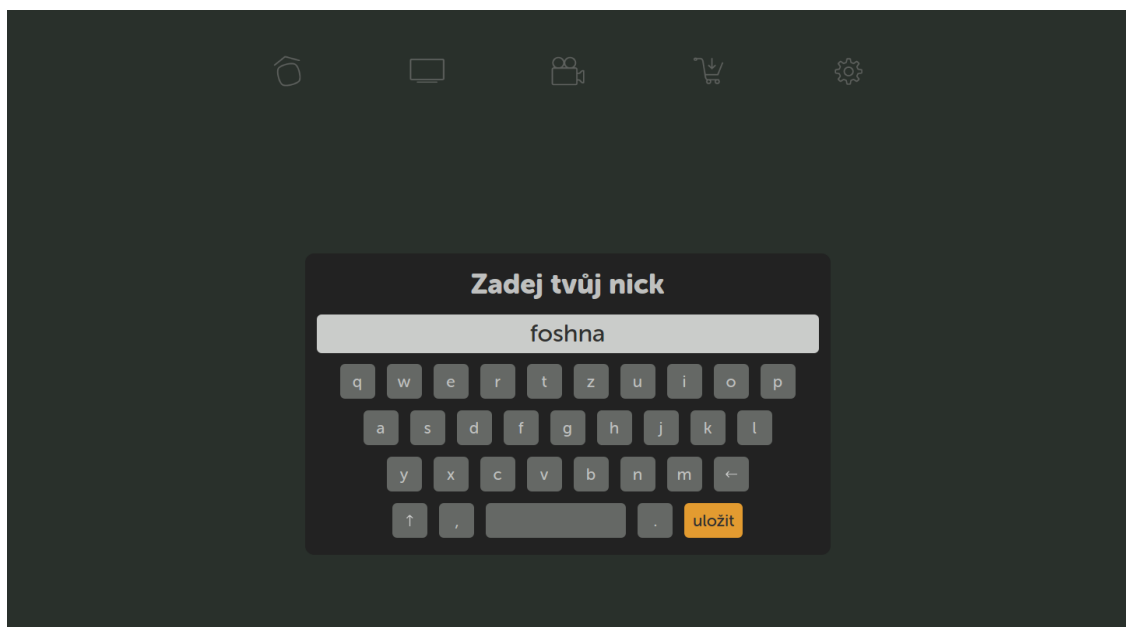 Zadej tvůj nick
foshna
q w e r t z u i o p
a s d f g h j k l
y x c v b n m ←
↑ , . uložit